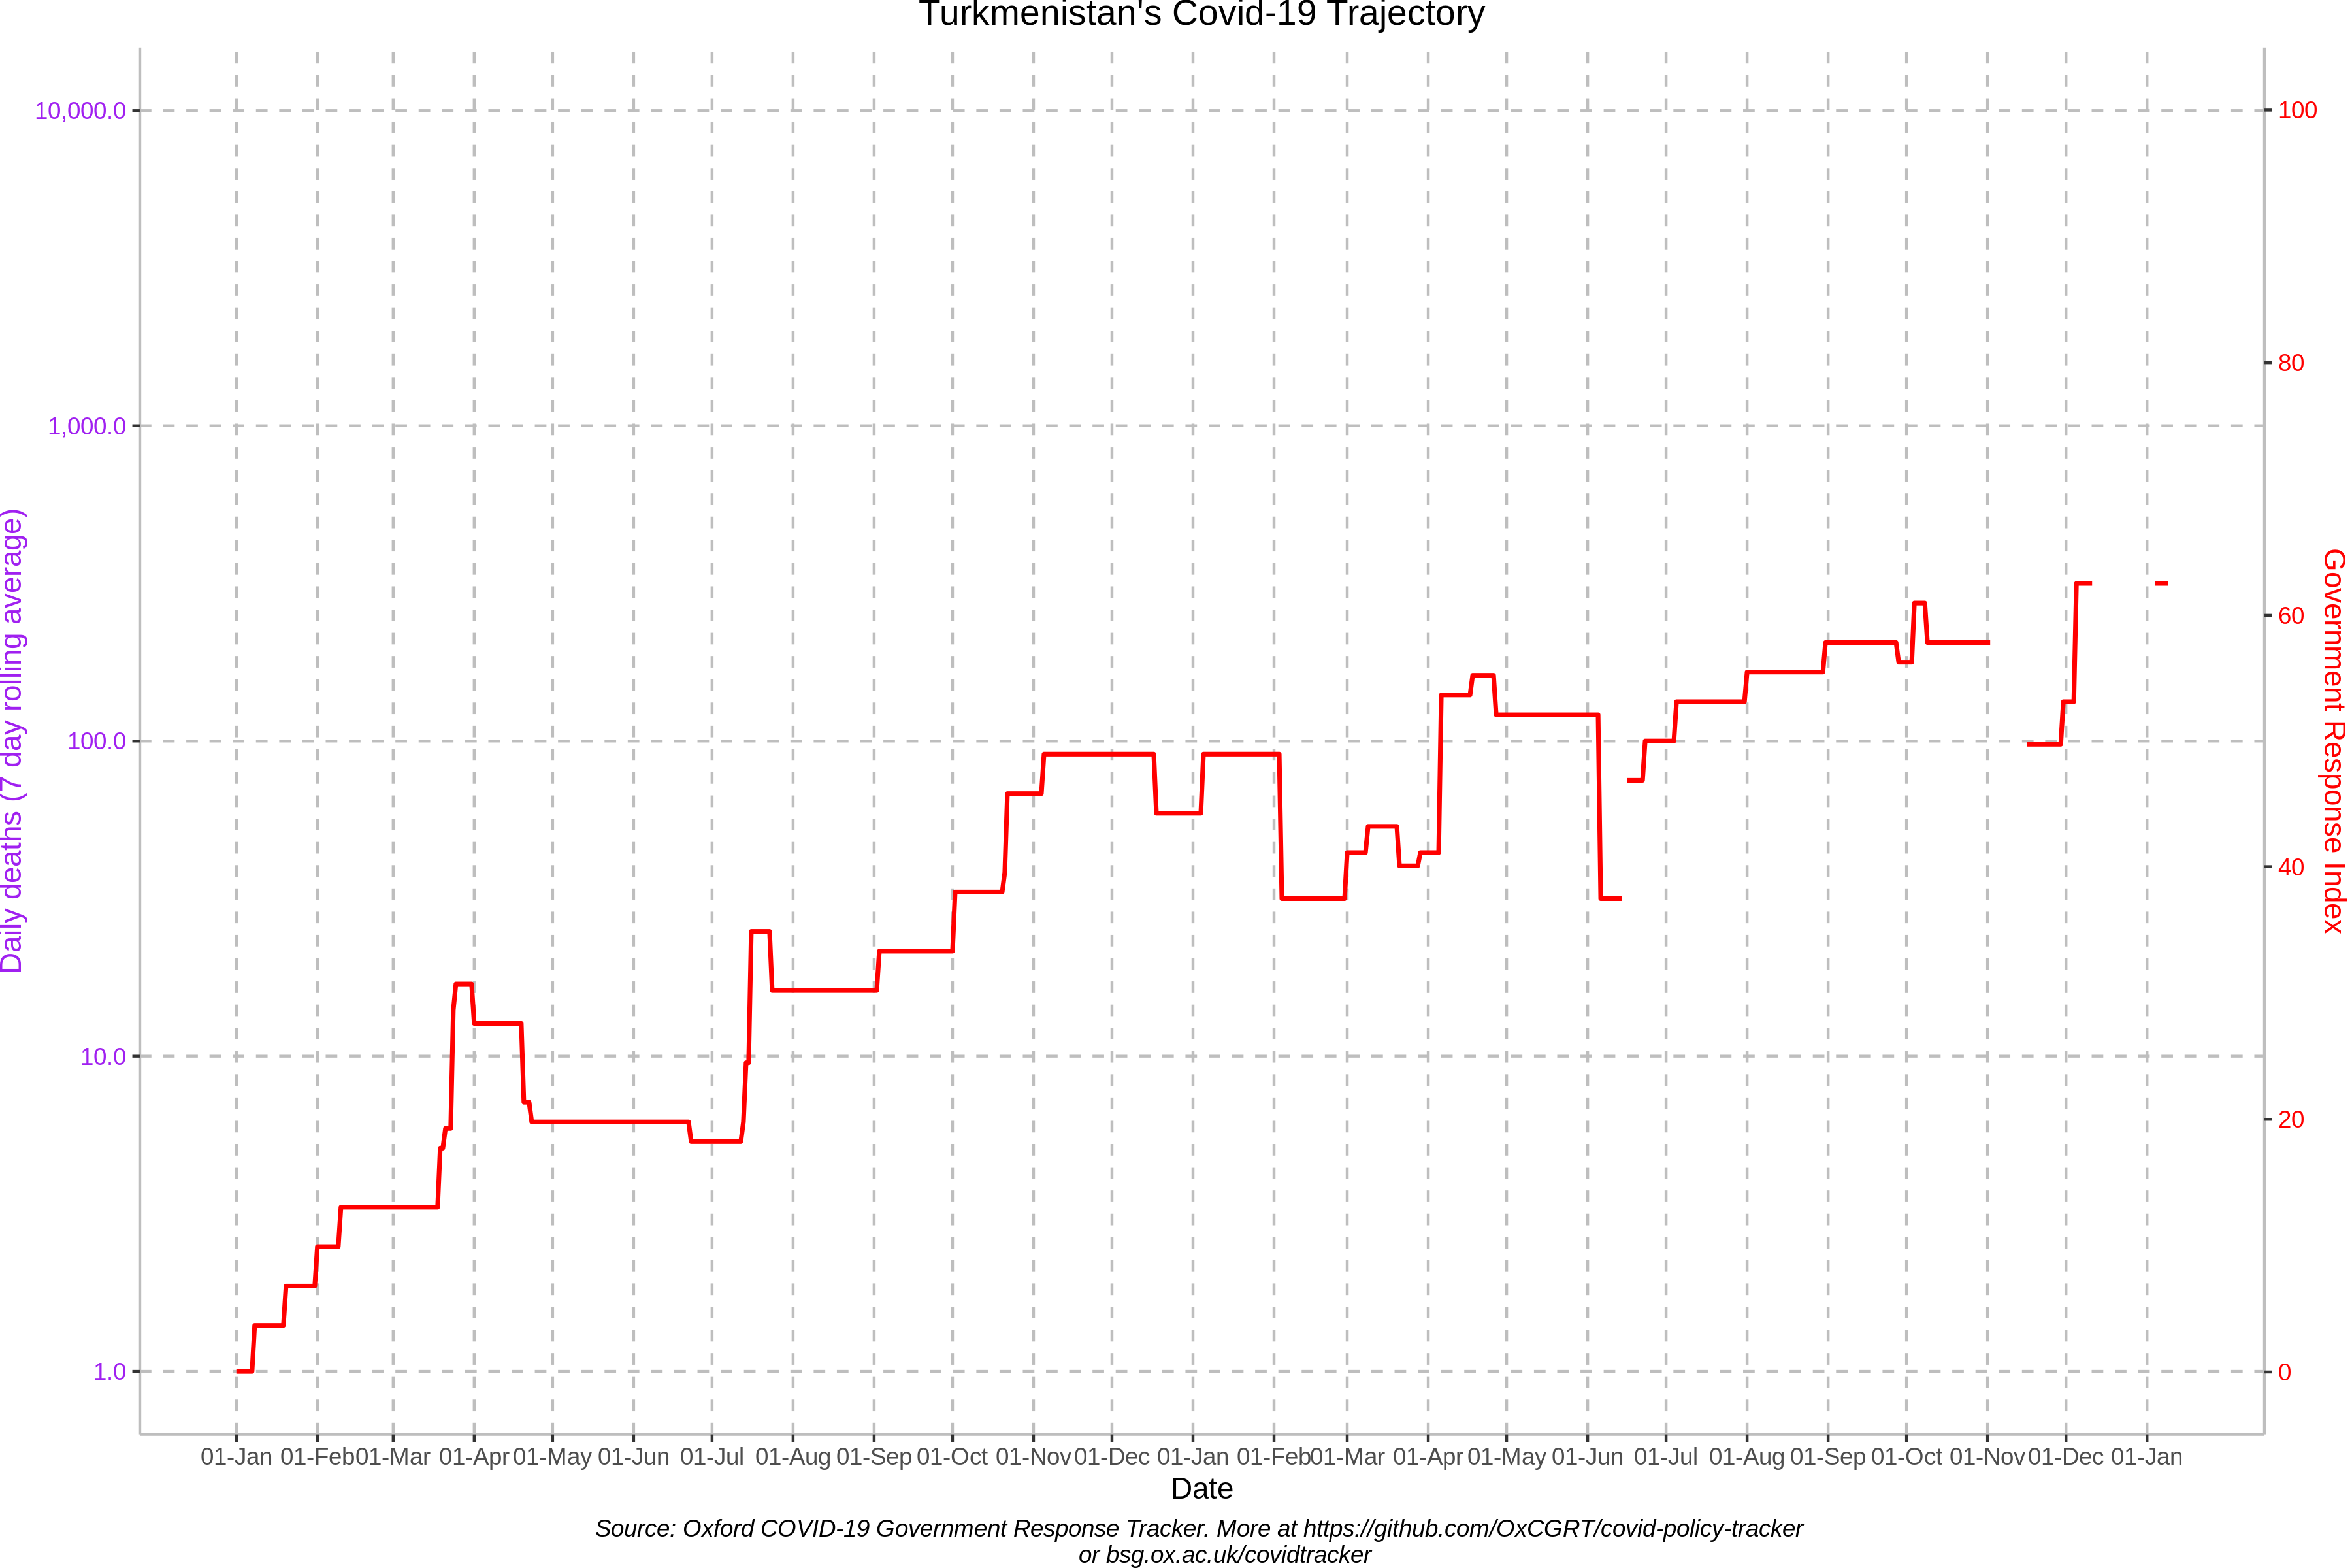 Turkmenistan's Covid-19 Trajectory
10,000.0
1,000.0
100.0
10.0
1.0
Daily deaths (7 day rolling average)
100
80
60
40
20
0
Government Response Index
01-Jan 01-Feb 01-Mar 01-Apr 01-May 01-Jun 01-Jul 01-Aug 01-Sep 01-Oct 01-Nov 01-Dec 01-Jan 01-Feb 01-Mar 01-Apr 01-May 01-Jun 01-Jul 01-Aug 01-Sep 01-Oct 01-Nov 01-Dec 01-Jan
Date
Source: Oxford COVID-19 Government Response Tracker. More at https://github.com/OxCGRT/covid-policy-tracker
or bsg.ox.ac.uk/covidtracker